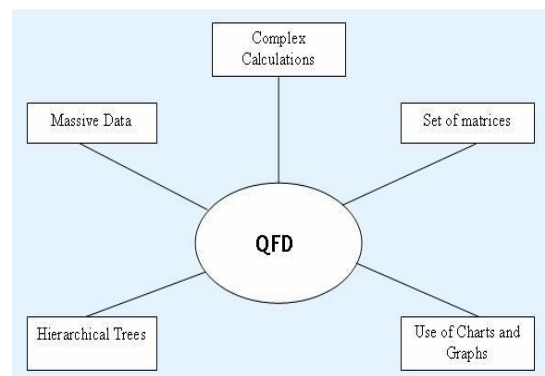 Complex
Calculations
Massive Data
Set of matrices
QFD
Hierarchical Trees
Use of Charts and
Graphs